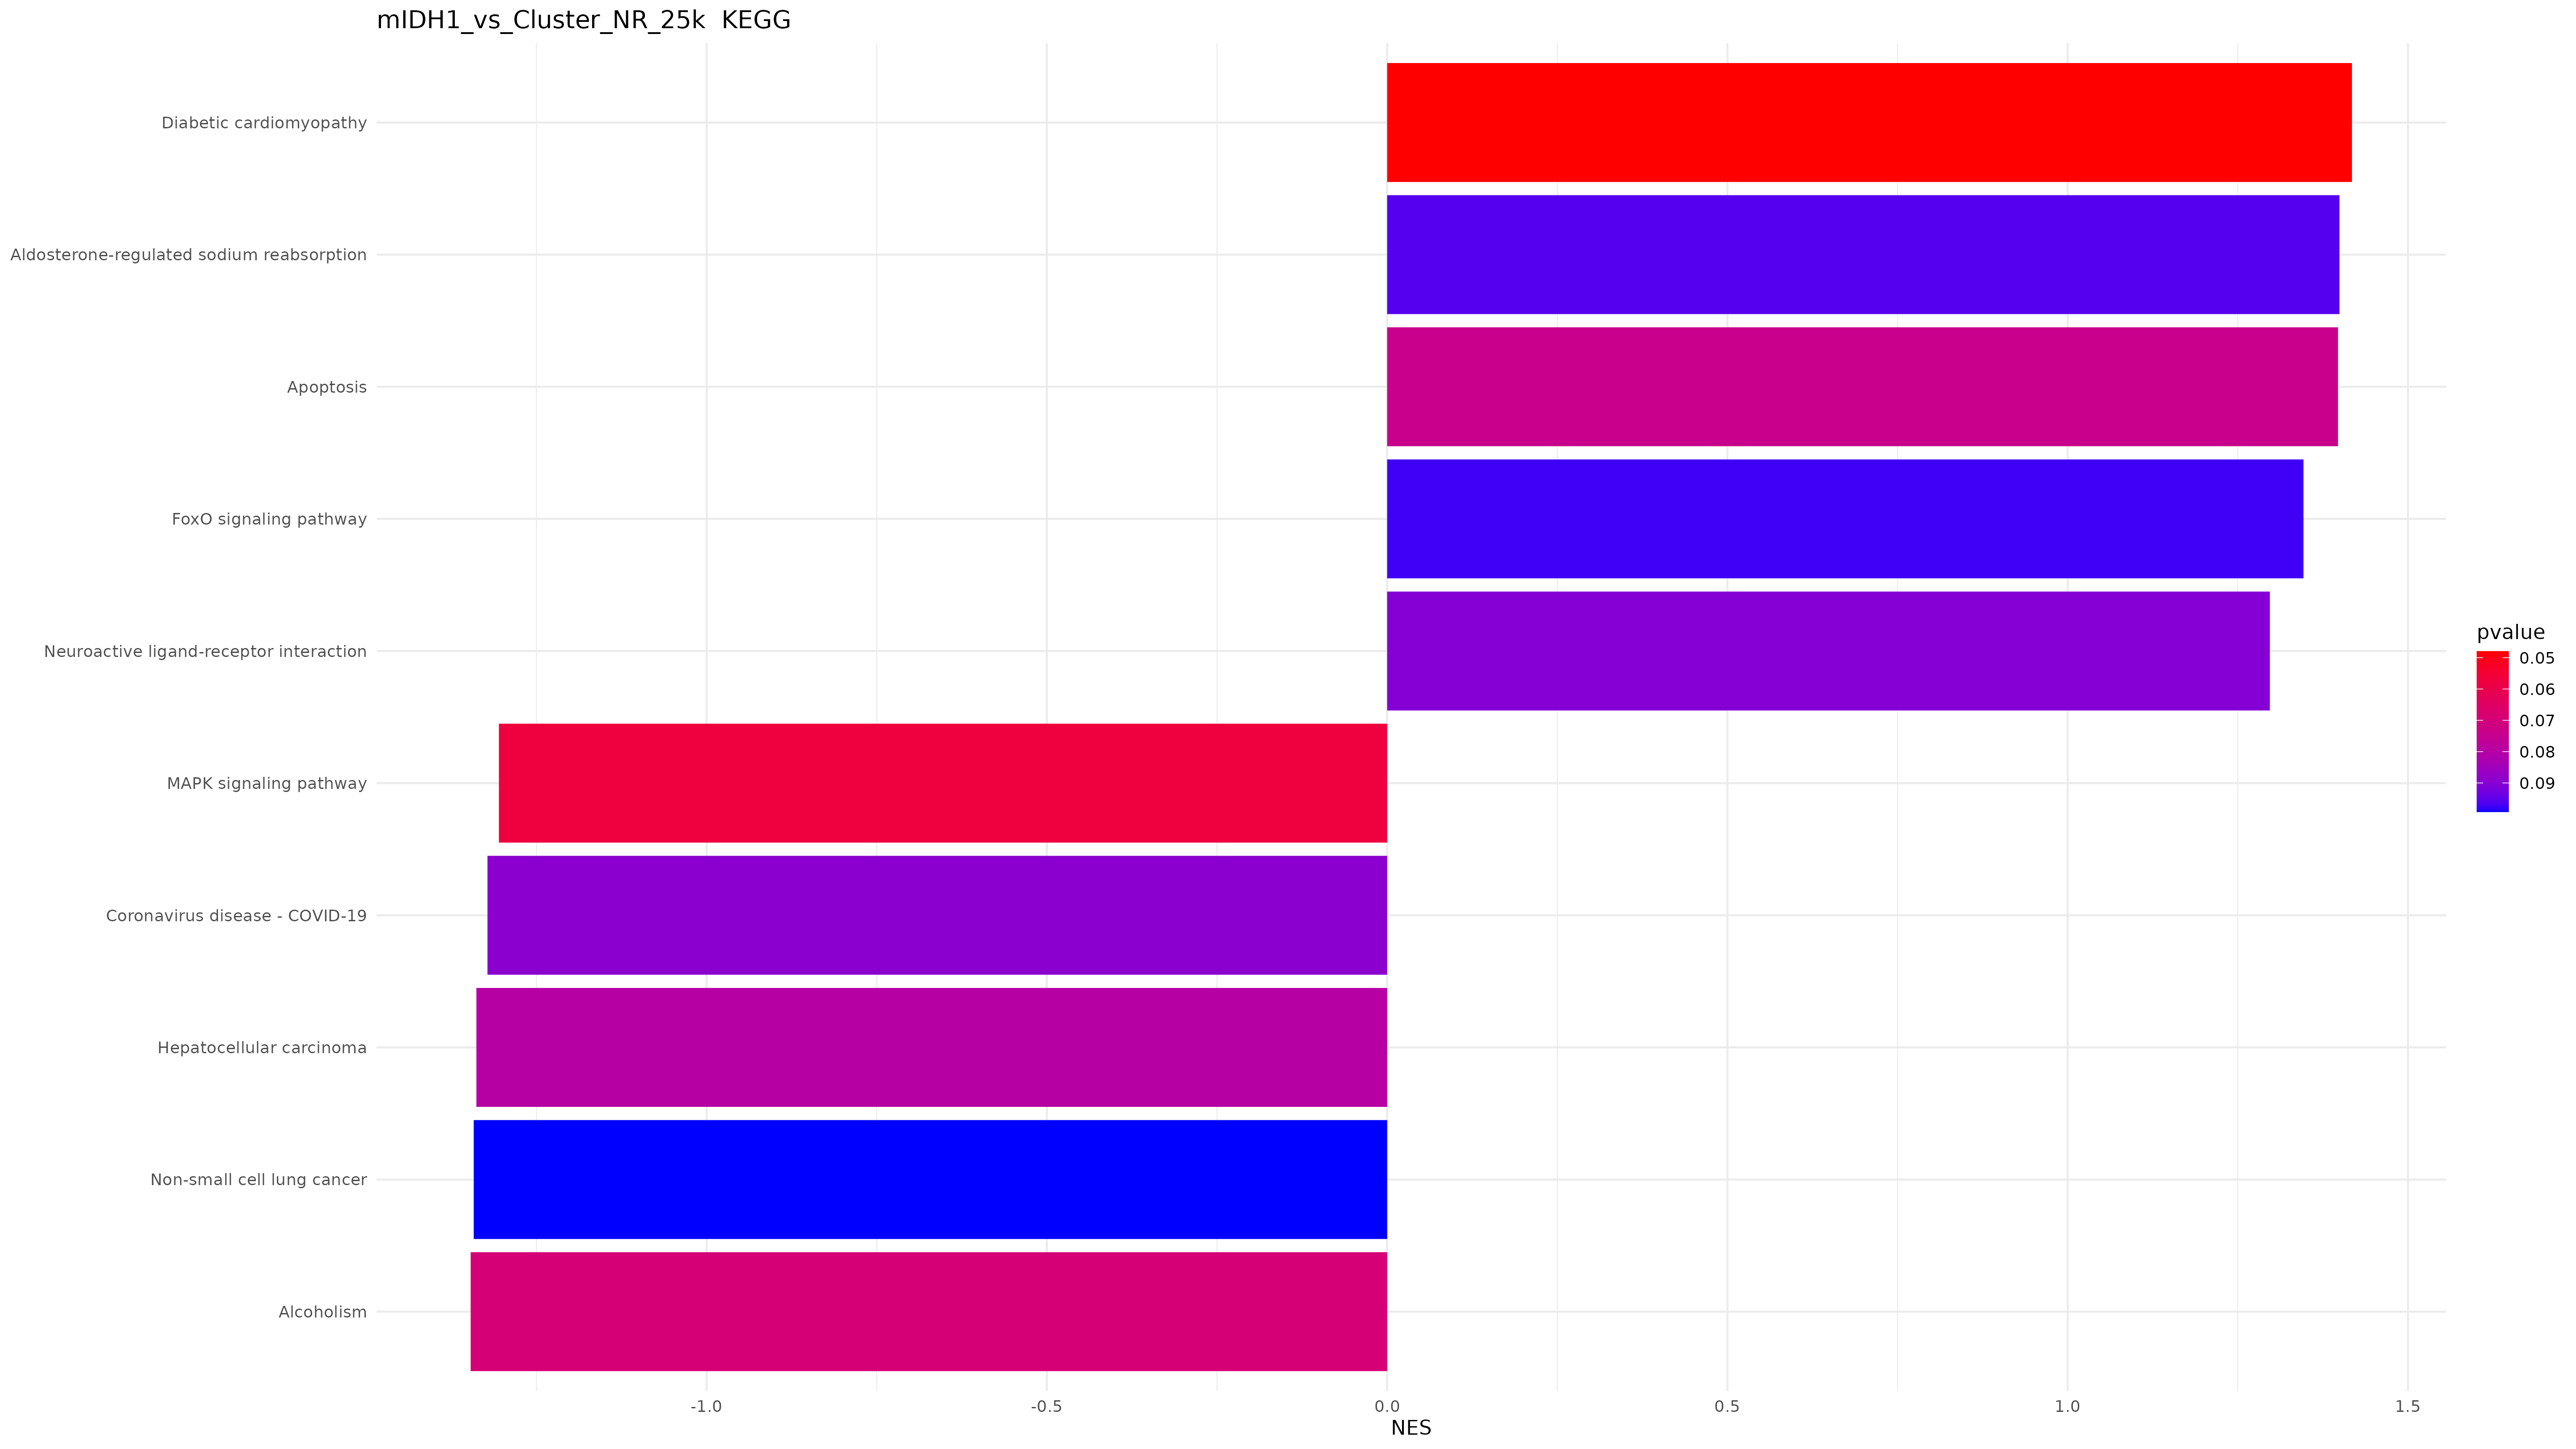 mIDH1_vs_Cluster_NR_25k  KEGG
Diabetic cardiomyopathy
Aldosterone-regulated sodium reabsorption
Apoptosis
FoxO signaling pathway
Neuroactive ligand-receptor interaction
MAPK signaling pathway
Coronavirus disease - COVID-19
Hepatocellular carcinoma
Non-small cell lung cancer
Alcoholism
-1.0
-0.5
0.0
0.5
1.0
1.5
NES
pvalue
0.05
0.06
0.07
0.08
0.09